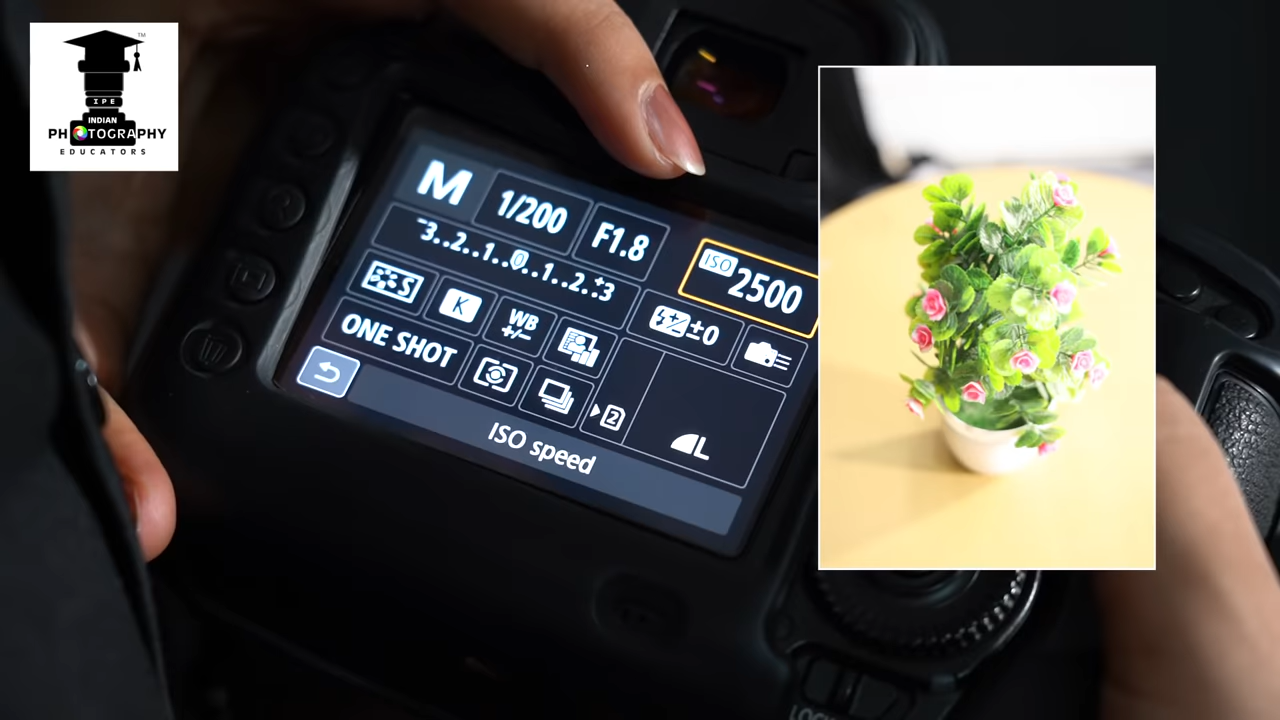 TM
IPE
INDIAN
PHOTOGRAPHY
EDUCATORS
M
1/200
F1.8
ISO
2500
-3..2..1..0..1..2..+3
S
K
WB
+/-
±0
ONE SHOT
2
L
ISO speed